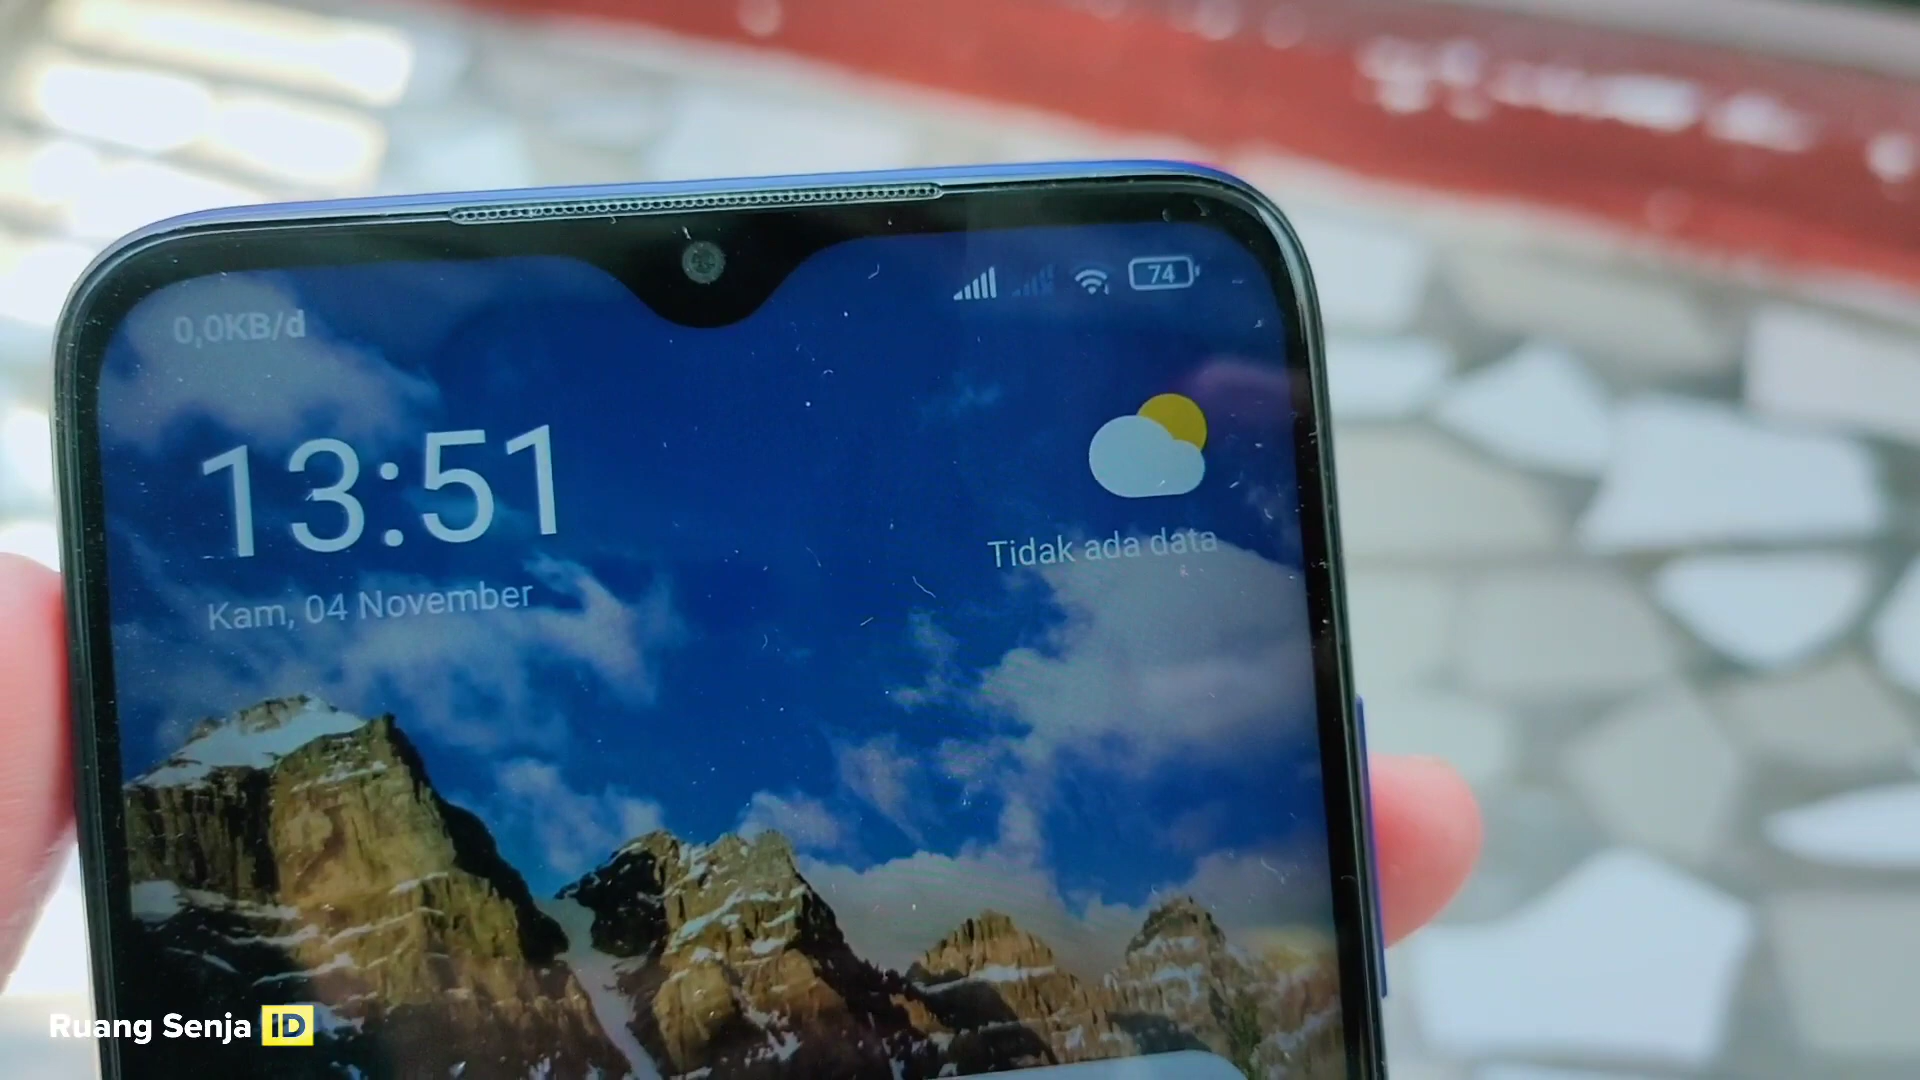 74
0,0KB/d
13:51
Tidak ada data
Kam, 04 November
Ruang Senja ID